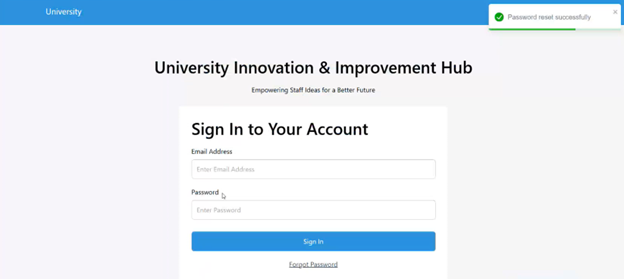 University
Password reset successfully
University Innovation & Improvement Hub
Empowering Staff Ideas for a Better Future
Sign In to Your Account
Email Address
Enter Email Address
Password
Enter Password
Sign In
Forgot Password